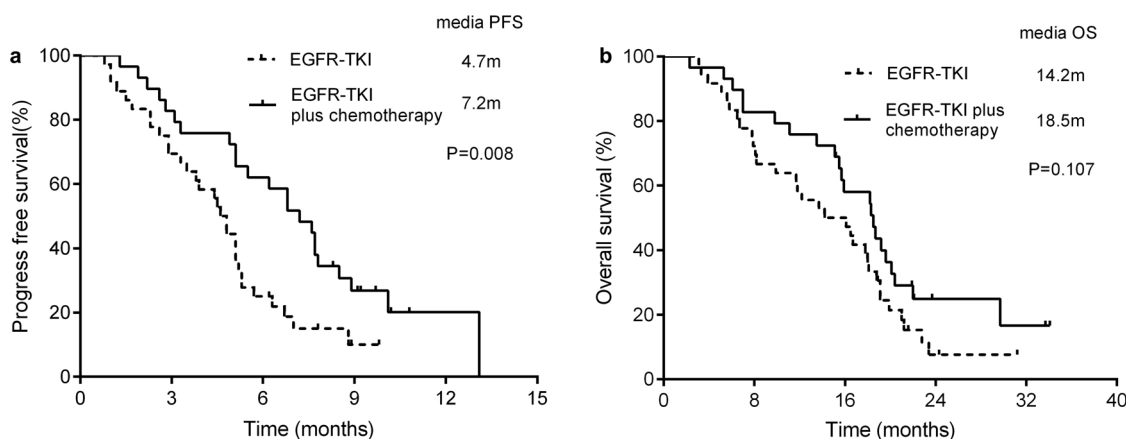 a
media PFS
EGFR-TKI 4.7m
EGFR-TKI
plus chemotherapy 7.2m
P=0.008
Progress free survival(%)
100
80
60
40
20
0
0 3 6 9 12 15
Time (months)
b
media OS
EGFR-TKI 14.2m
EGFR-TKI plus
chemotherapy 18.5m
P=0.107
Overall survival (%)
100
80
60
40
20
0
0 8 16 24 32 40
Time (months)